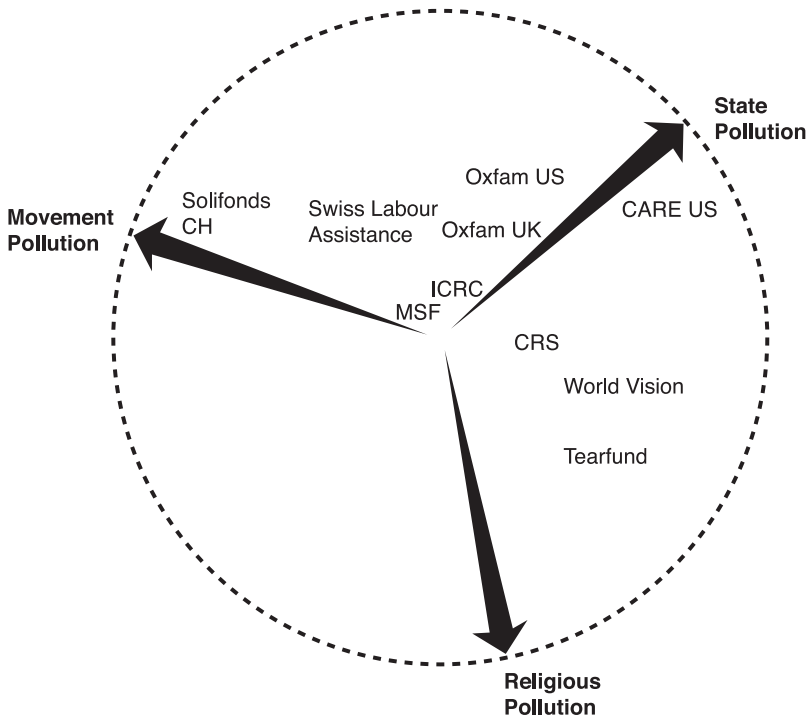 State
Pollution
Oxfam US
Solifonds
CH
Swiss Labour
Assistance
CARE US
Movement
Pollution
Oxfam UK
ICRC
MSF
CRS
World Vision
Tearfund
Religious
Pollution